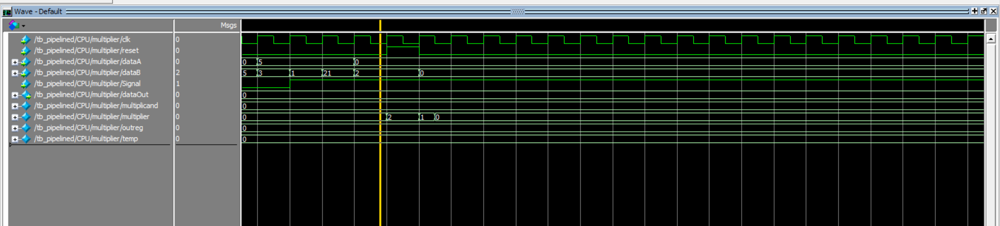 Wave - Default
Msgs
/tb_pipelined/CPU/multiplier/clk 0
/tb_pipelined/CPU/multiplier/reset 0
/tb_pipelined/CPU/multiplier/dataA 0 0 5 0
/tb_pipelined/CPU/multiplier/dataB 2 5 3 1 21 2 0
/tb_pipelined/CPU/multiplier/Signal 1
/tb_pipelined/CPU/multiplier/dataOut 0 0
/tb_pipelined/CPU/multiplier/multiplicand 0 0
/tb_pipelined/CPU/multiplier/multiplier 0 0 2 1 0
/tb_pipelined/CPU/multiplier/outreg 0 0
/tb_pipelined/CPU/multiplier/temp 0 0